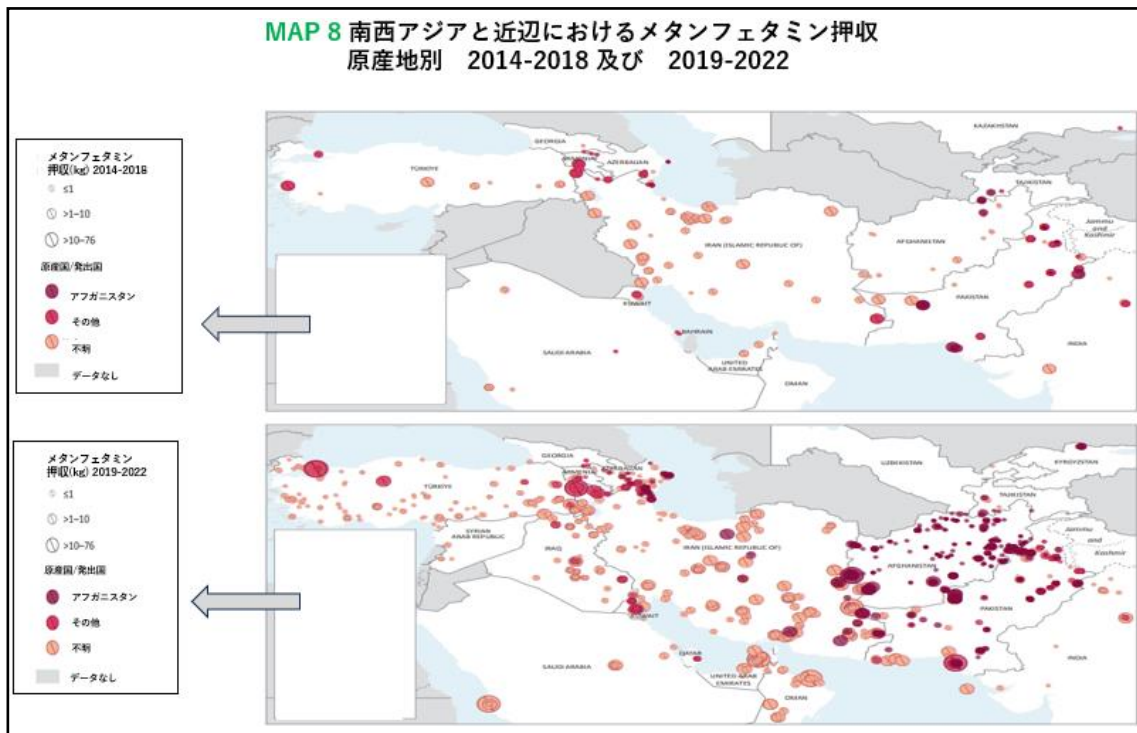 MAP 8 南西アジアと近辺におけるメタンフェタミン押収
原産地別 2014-2018 及び 2019-2022
メタンフェタミン
押収(kg) 2014-2018
≤1
>1–10
>10–76
原産国/発出国
アフガニスタン
その他
不明
データなし
GEORGIA
ARMENIA
AZERBAIJAN
TÜRKIYE
KAZAKHSTAN
TAJIKISTAN
Jammu
and
Kashmir
IRAN (ISLAMIC REPUBLIC OF)
AFGHANISTAN
KUWAIT
PAKISTAN
BAHRAIN
SAUDI ARABIA
UNITED
ARAB EMIRATES
OMAN
INDIA
メタンフェタミン
押収(kg) 2019-2022
≤1
>1–10
>10–76
原産国/発出国
アフガニスタン
その他
不明
データなし
GEORGIA
ARMENIA
AZERBAIJAN
UZBEKISTAN
KYRGYZSTAN
TÜRKIYE
TAJIKISTAN
SYRIAN
ARAB REPUBLIC
Jammu
and
Kashmir
IRAQ
IRAN (ISLAMIC REPUBLIC OF)
AFGHANISTAN
KUWAIT
PAKISTAN
QATAR
SAUDI ARABIA
UNITED ARAB
EMIRATES
OMAN
INDIA